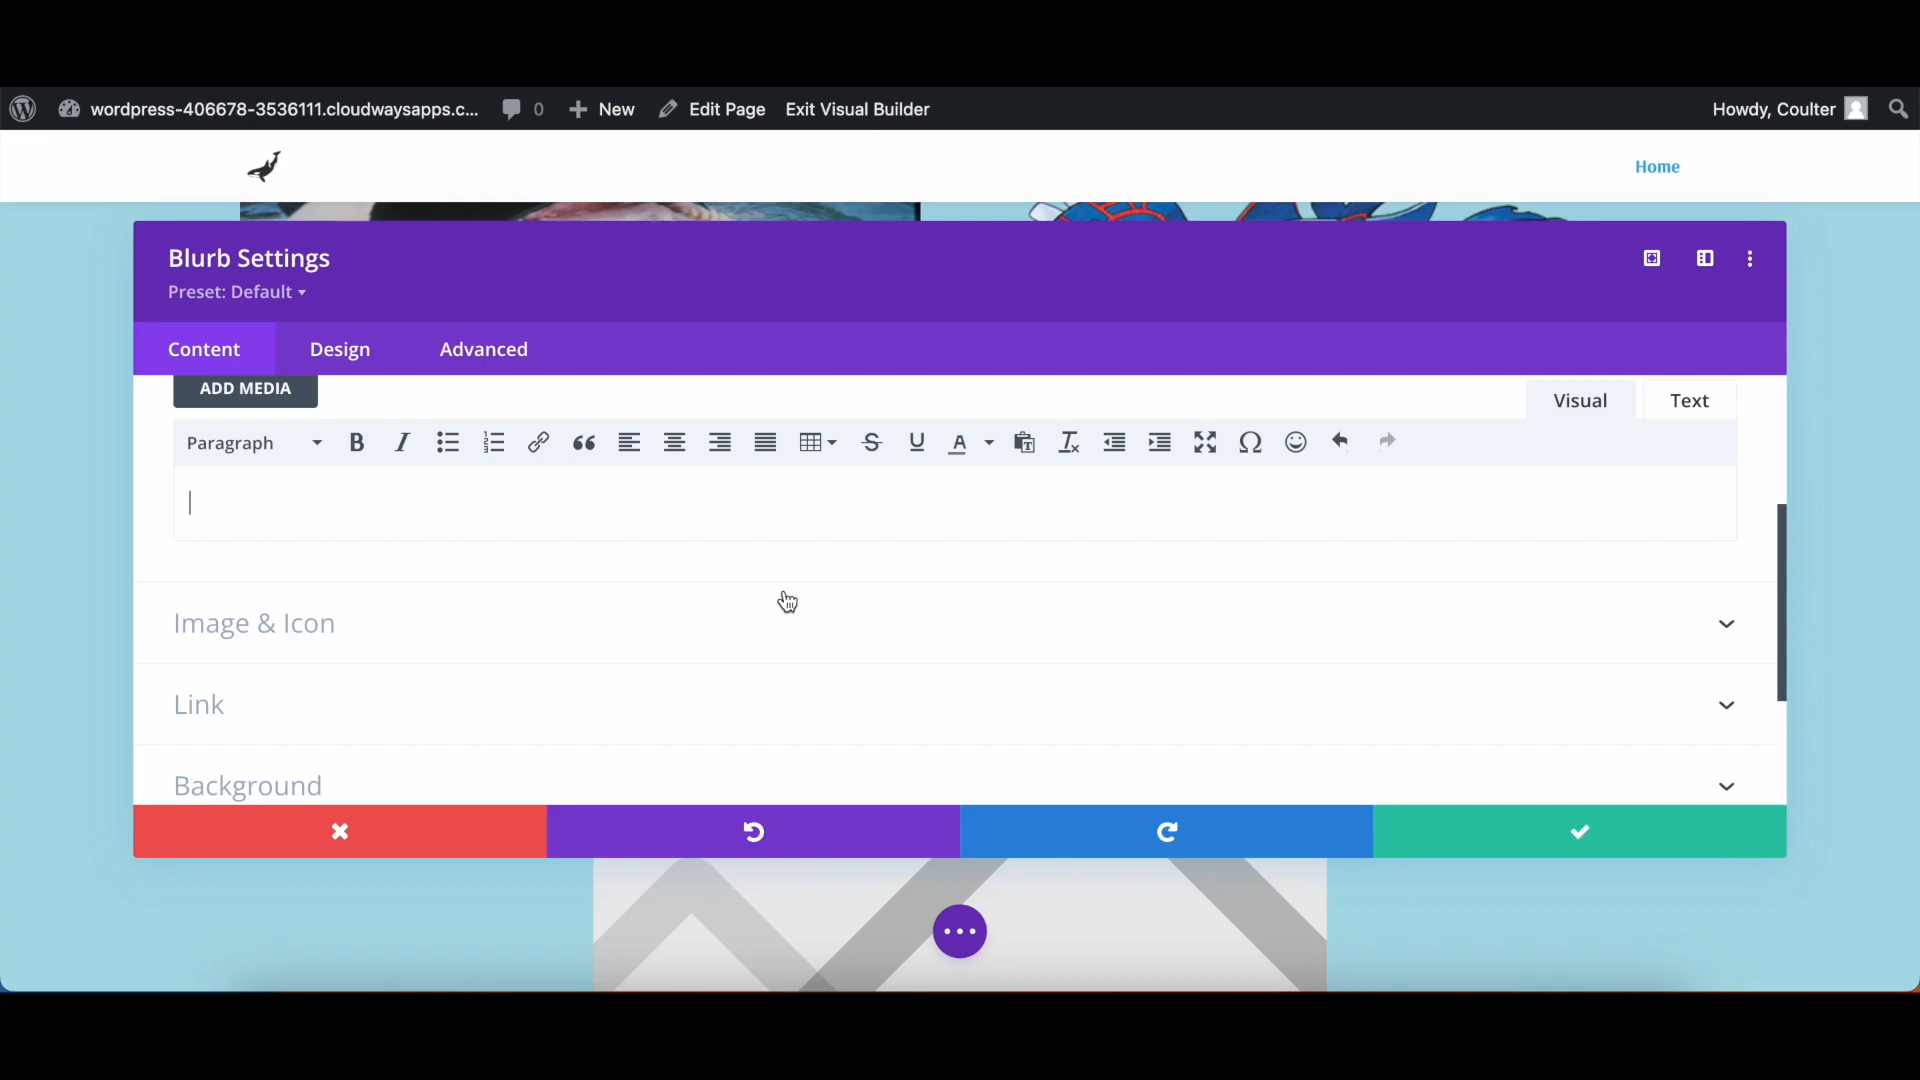 wordpress-406678-3536111.cloudwaysapps.c... 0 New Edit Page Exit Visual Builder Howdy, Coulter
Home
Blurb Settings
Preset: Default
Content Design Advanced
ADD MEDIA
Visual Text
Paragraph
Image & Icon
Link
Background